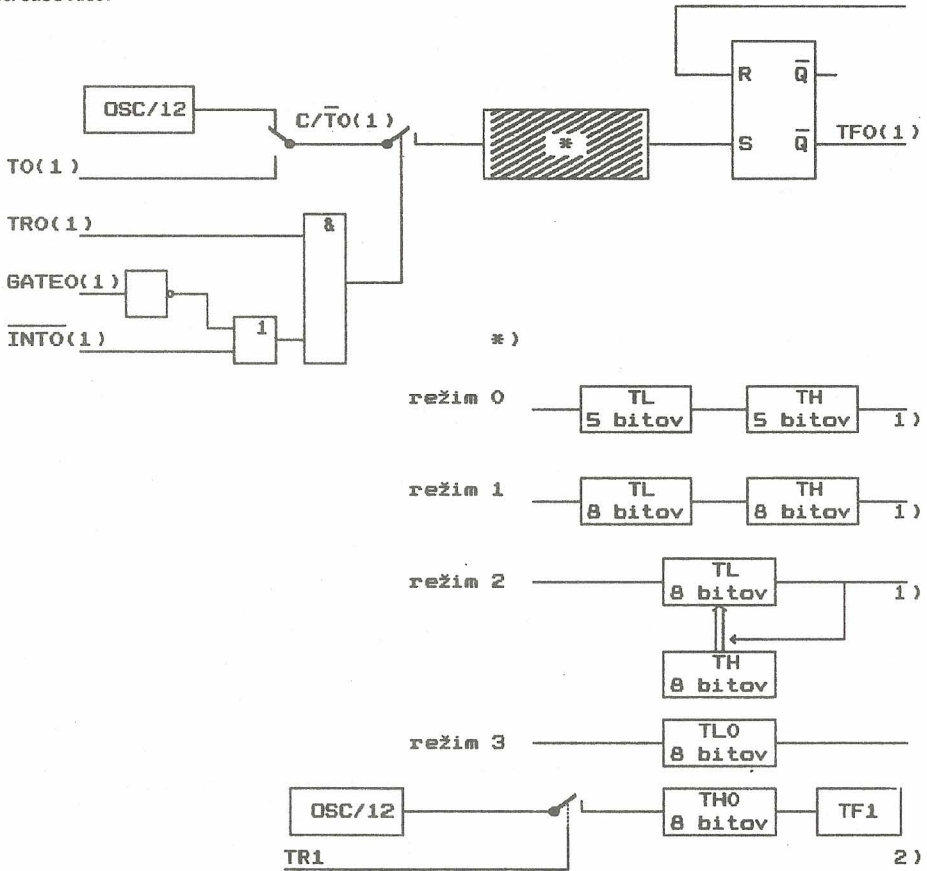 R Q̅
OSC/12
C/T̅O(1)
*
S Q̅ TFO(1)
TO(1)
TRO(1)
&
GATEO(1)
1
I̅N̅T̅O̅(1)
*)
režim 0
TL
5 bitov
TH
5 bitov
1)
režim 1
TL
8 bitov
TH
8 bitov
1)
režim 2
TL
8 bitov
1)
TH
8 bitov
režim 3
TLO
8 bitov
OSC/12
THO
8 bitov
TF1
TR1
2)